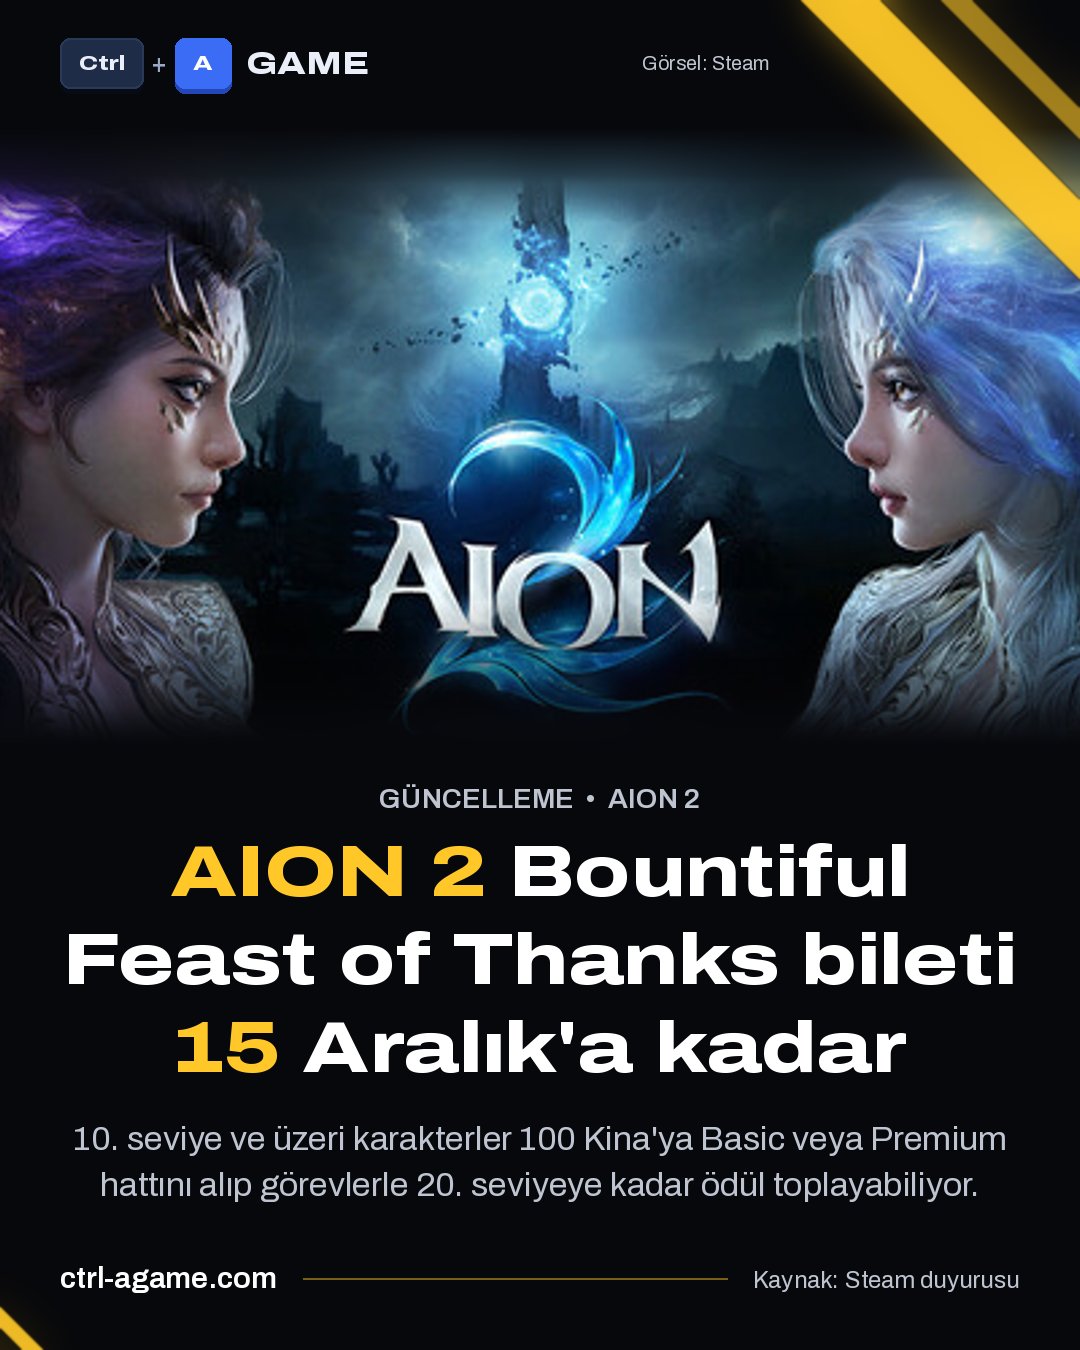 Ctrl + A GAME
Görsel: Steam
AION 2
GÜNCELLEME • AION 2
AION 2 Bountiful
Feast of Thanks bileti
15 Aralık'a kadar
10. seviye ve üzeri karakterler 100 Kina'ya Basic veya Premium
hattını alıp görevlerle 20. seviyeye kadar ödül toplayabiliyor.
ctrl-agame.com
Kaynak: Steam duyurusu